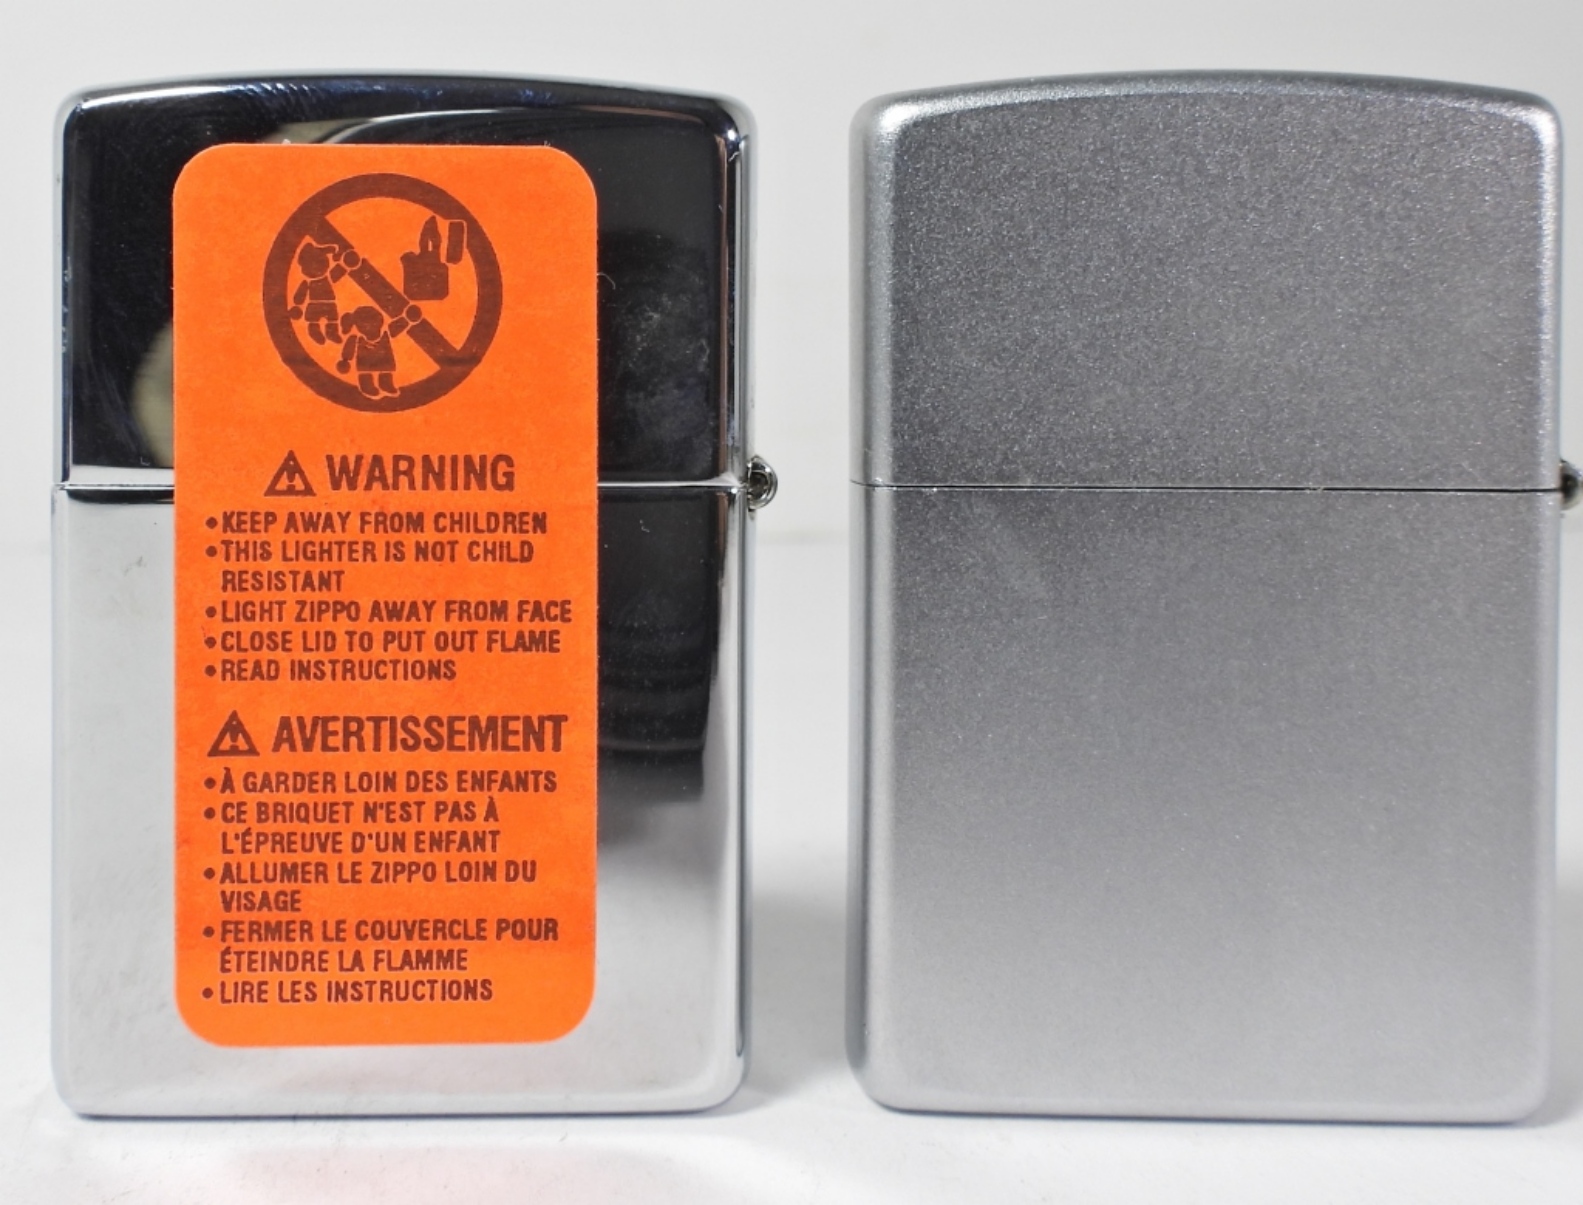 WARNING
•KEEP AWAY FROM CHILDREN
•THIS LIGHTER IS NOT CHILD
RESISTANT
•LIGHT ZIPPO AWAY FROM FACE
•CLOSE LID TO PUT OUT FLAME
•READ INSTRUCTIONS
AVERTISSEMENT
•À GARDER LOIN DES ENFANTS
•CE BRIQUET N'EST PAS À
L'ÉPREUVE D'UN ENFANT
•ALLUMER LE ZIPPO LOIN DU
VISAGE
•FERMER LE COUVERCLE POUR
ÉTEINDRE LA FLAMME
•LIRE LES INSTRUCTIONS